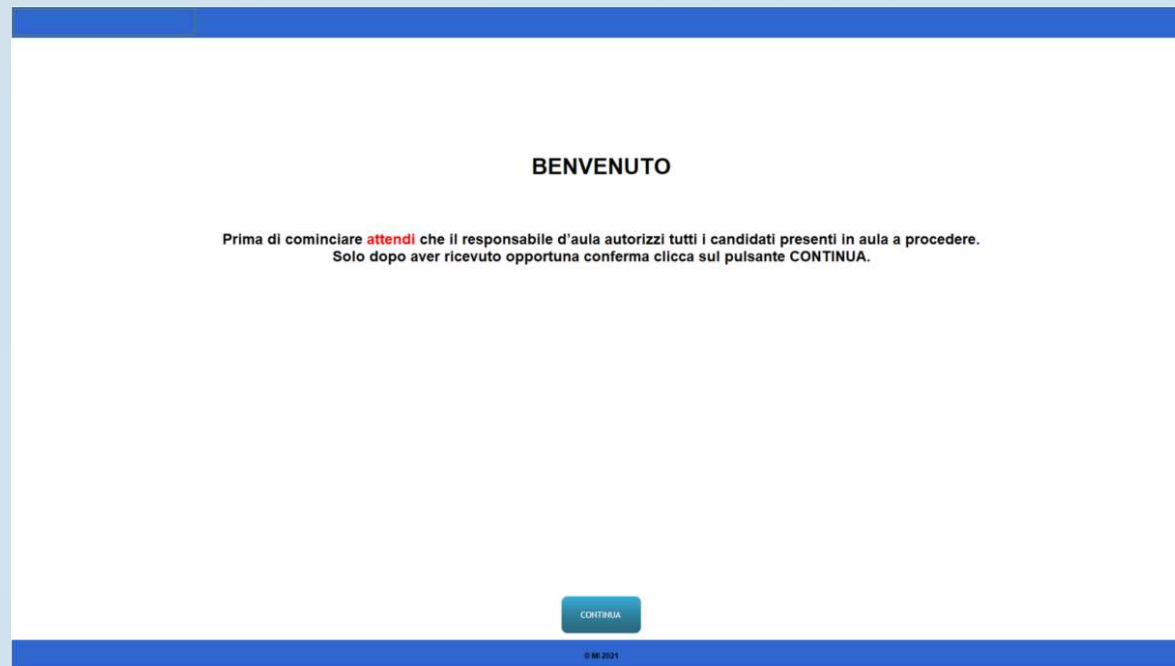 BENVENUTO
Prima di cominciare attendi che il responsabile d'aula autorizzi tutti i candidati presenti in aula a procedere.
Solo dopo aver ricevuto opportuna conferma clicca sul pulsante CONTINUA.
CONTINUA
© MI 2021